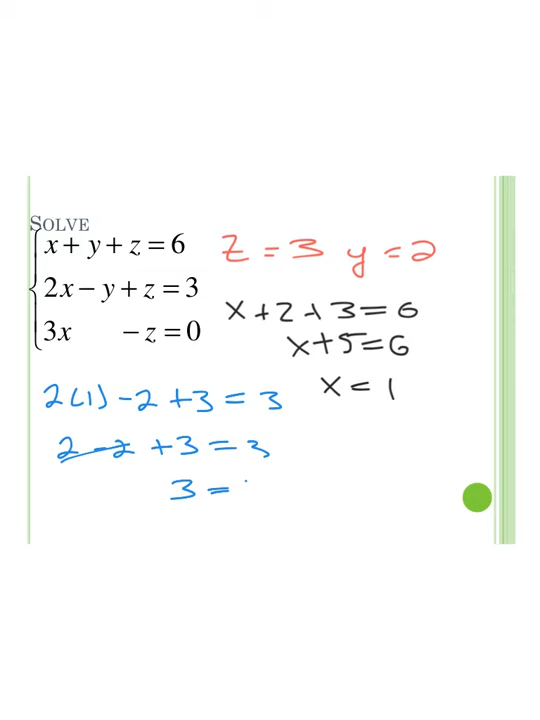 SOLVE
x + y + z = 6
2x − y + z = 3
3x − z = 0
z = 3 y = 2
x + 2 + 3 = 6
x + 5 = 6
x = 1
2(1) − 2 + 3 = 3
2 − 2 + 3 = 3
3 =